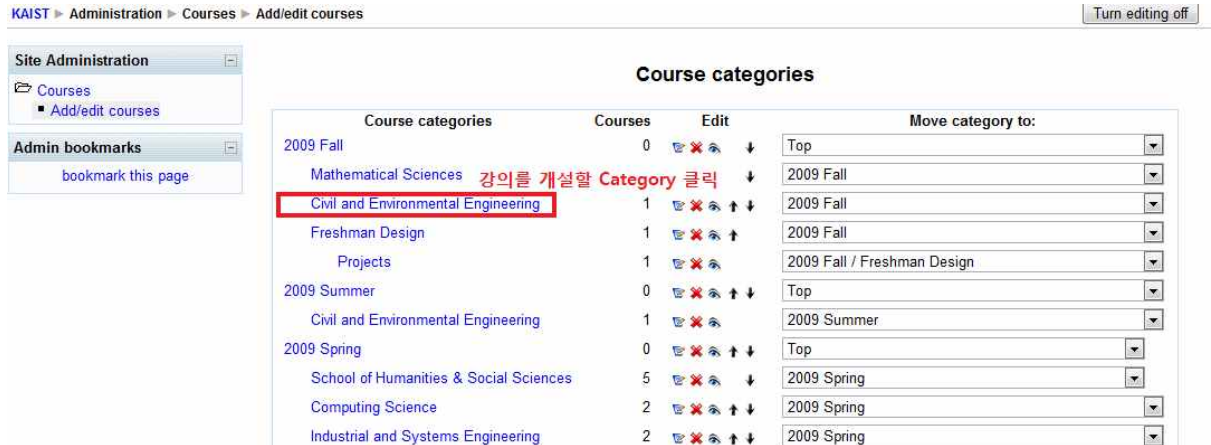 KAIST ► Administration ► Courses ► Add/edit courses Turn editing off
Site Administration
Courses
Add/edit courses
Admin bookmarks
bookmark this page
Course categories
Course categories Courses Edit Move category to:
2009 Fall 0 Top
Mathematical Sciences 강의를 개설할 Category 클릭 2009 Fall
Civil and Environmental Engineering 1 2009 Fall
Freshman Design 1 2009 Fall
Projects 1 2009 Fall / Freshman Design
2009 Summer 0 Top
Civil and Environmental Engineering 1 2009 Summer
2009 Spring 0 Top
School of Humanities & Social Sciences 5 2009 Spring
Computing Science 2 2009 Spring
Industrial and Systems Engineering 2 2009 Spring